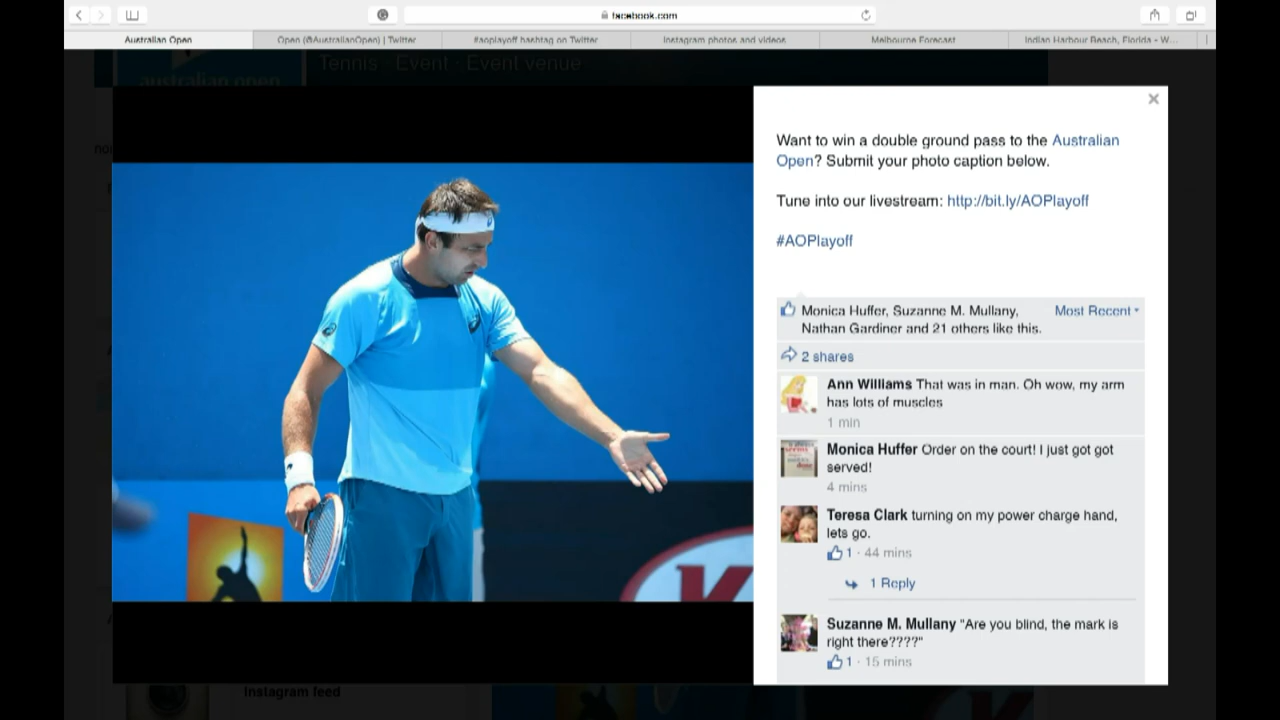 facebook.com
Australian Open
Open (@AustralianOpen) | Twitter
#aoplayoff hashtag on Twitter
Instagram photos and videos
Melbourne Forecast
Indian Harbour Beach, Florida - W...
Tennis · Event · Event venue
australian open
Want to win a double ground pass to the Australian
Open? Submit your photo caption below.
Tune into our livestream: http://bit.ly/AOPlayoff
#AOPlayoff
Monica Huffer, Suzanne M. Mullany, Most Recent
Nathan Gardiner and 21 others like this.
2 shares
Ann Williams That was in man. Oh wow, my arm
has lots of muscles
1 min
Monica Huffer Order on the court! I just got got
served!
4 mins
Teresa Clark turning on my power charge hand,
lets go.
1 · 44 mins
1 Reply
Suzanne M. Mullany "Are you blind, the mark is
right there????"
1 · 15 mins
Instagram feed